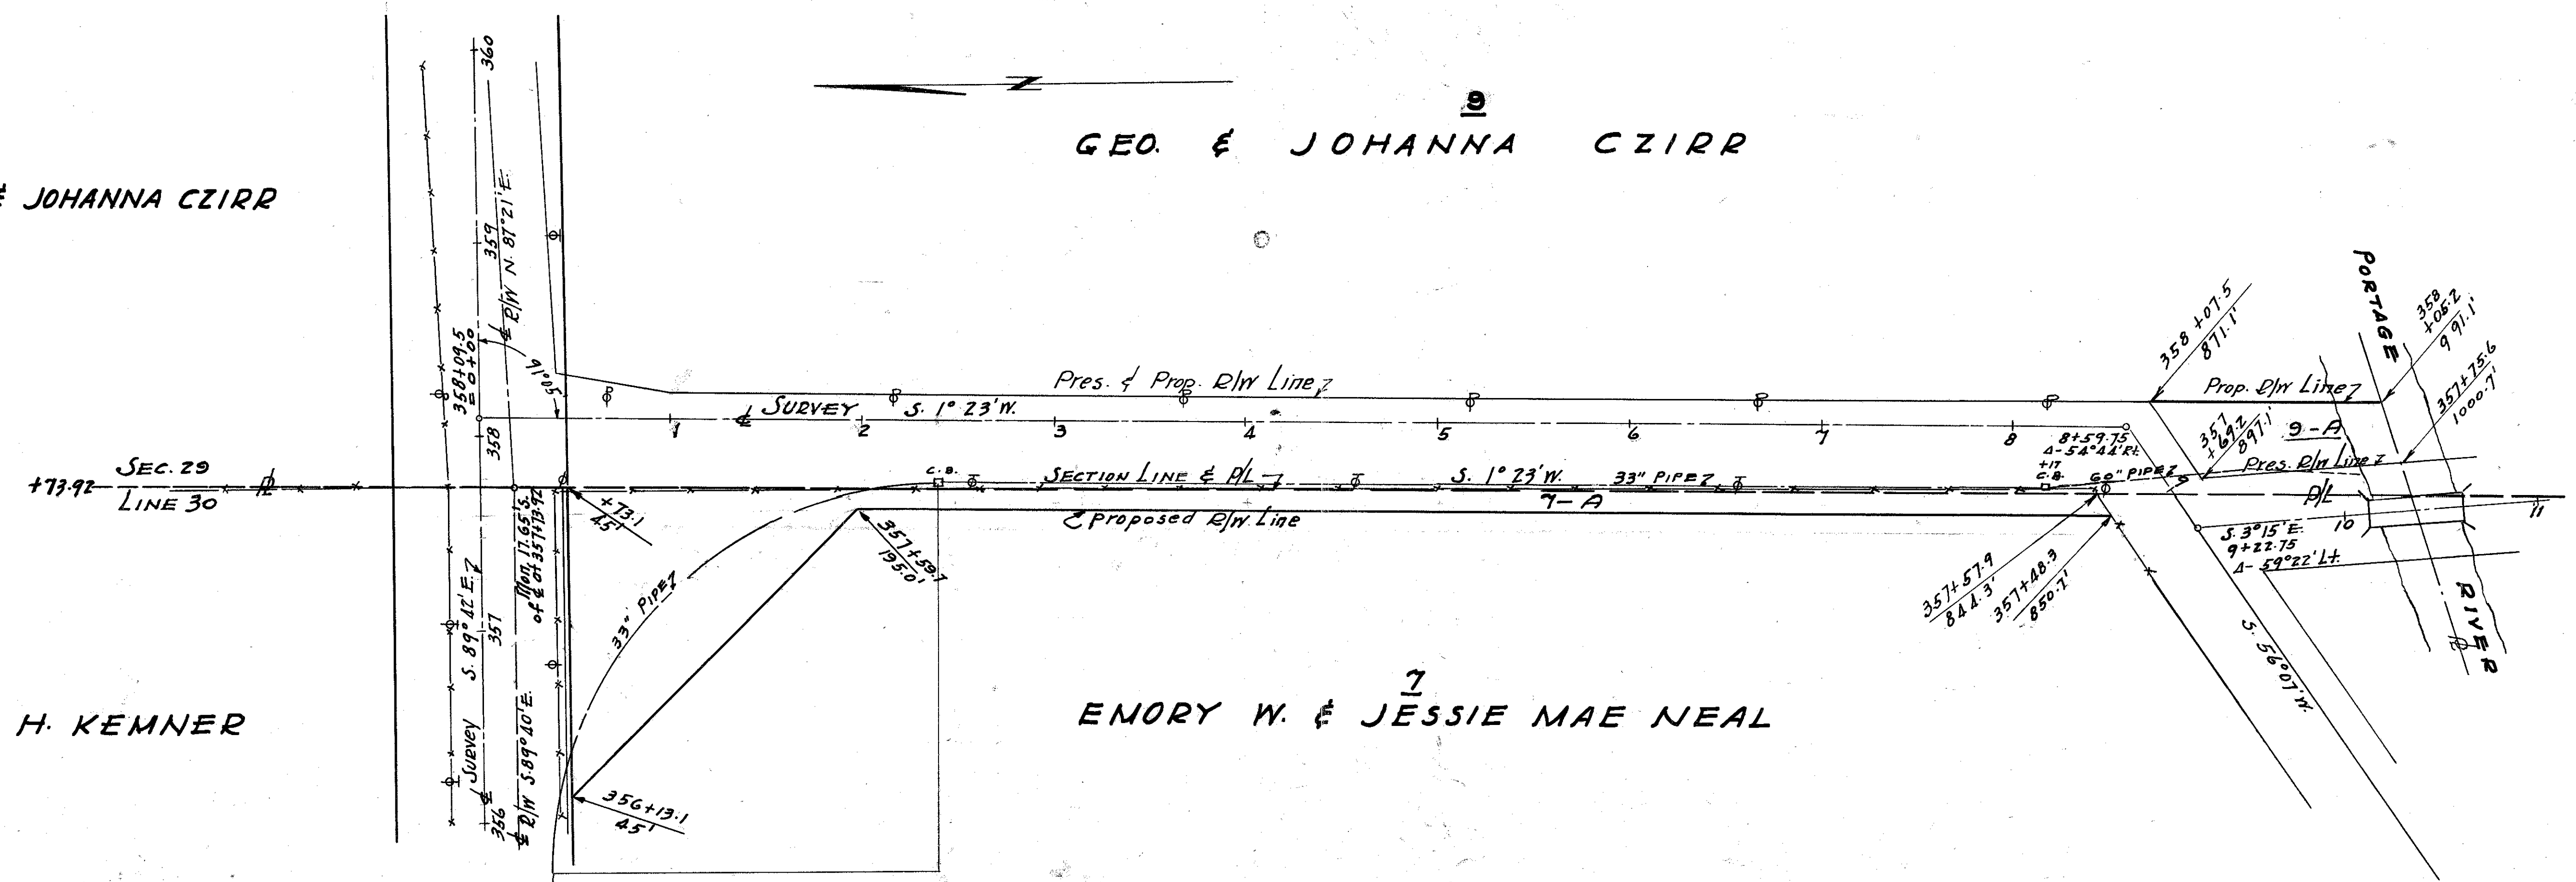 N
9
GEO. & JOHANNA CZIRR
& JOHANNA CZIRR
360
359
℄ R/W N. 87°21'E.
358+09.5
= 0+00
91°05'
358
Pres. & Prop. R/W Line
℄ SURVEY S. 1° 23' W.
1
2
3
4
5
6
7
8
8+59.75
Δ- 54°44' Rt.
358 +07.5
871.1'
PORTAGE
358
+05.2
991.1'
357+75.6
1000.7'
Prop. R/W Line
357
+69.2
897.1'
9-A
Pres. R/W Line
+73.92
SEC. 29
LINE 30
C.B.
SECTION LINE & P/L
S. 1° 23' W.
33" PIPE
+17
C.B.
60" PIPE
9
P/L
7-A
Proposed R/W Line
+73.1
45'
Mon. 17.65' S.
of ℄ at 357+73.92
357+59.7
195.0'
S. 3°15' E.
9+22.75
Δ- 59°22' Lt.
10
11
357+57.9
844.3'
357+48.3
850.7'
33" PIPE
℄ SURVEY S. 89°42' E.
357
356
℄ R/W S.89°40'E.
RIVER
S. 56°07' W.
H. KEMNER
7
EMORY W. & JESSIE MAE NEAL
356+13.1
45'